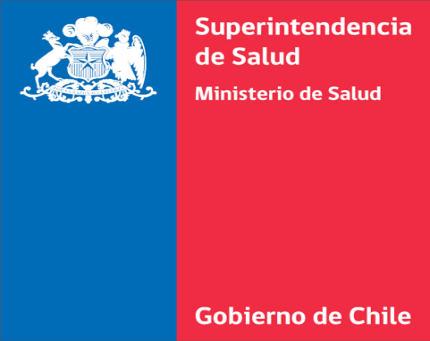 Superintendencia
de Salud
Ministerio de Salud
Gobierno de Chile